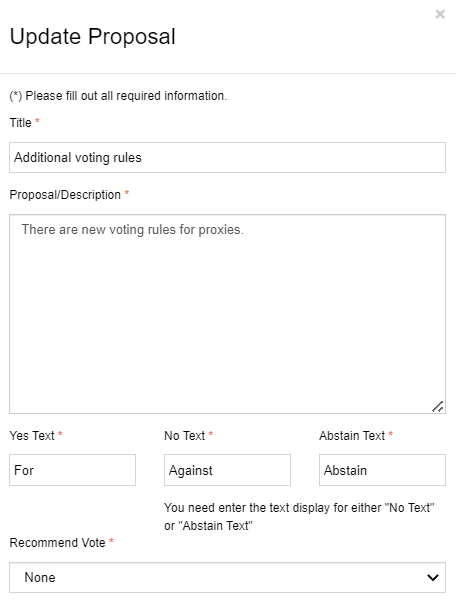 Update Proposal
×
(*) Please fill out all required information.
Title *
Additional voting rules
Proposal/Description *
There are new voting rules for proxies.
Yes Text * No Text * Abstain Text *
For Against Abstain
You need enter the text display for either "No Text"
or "Abstain Text"
Recommend Vote *
None